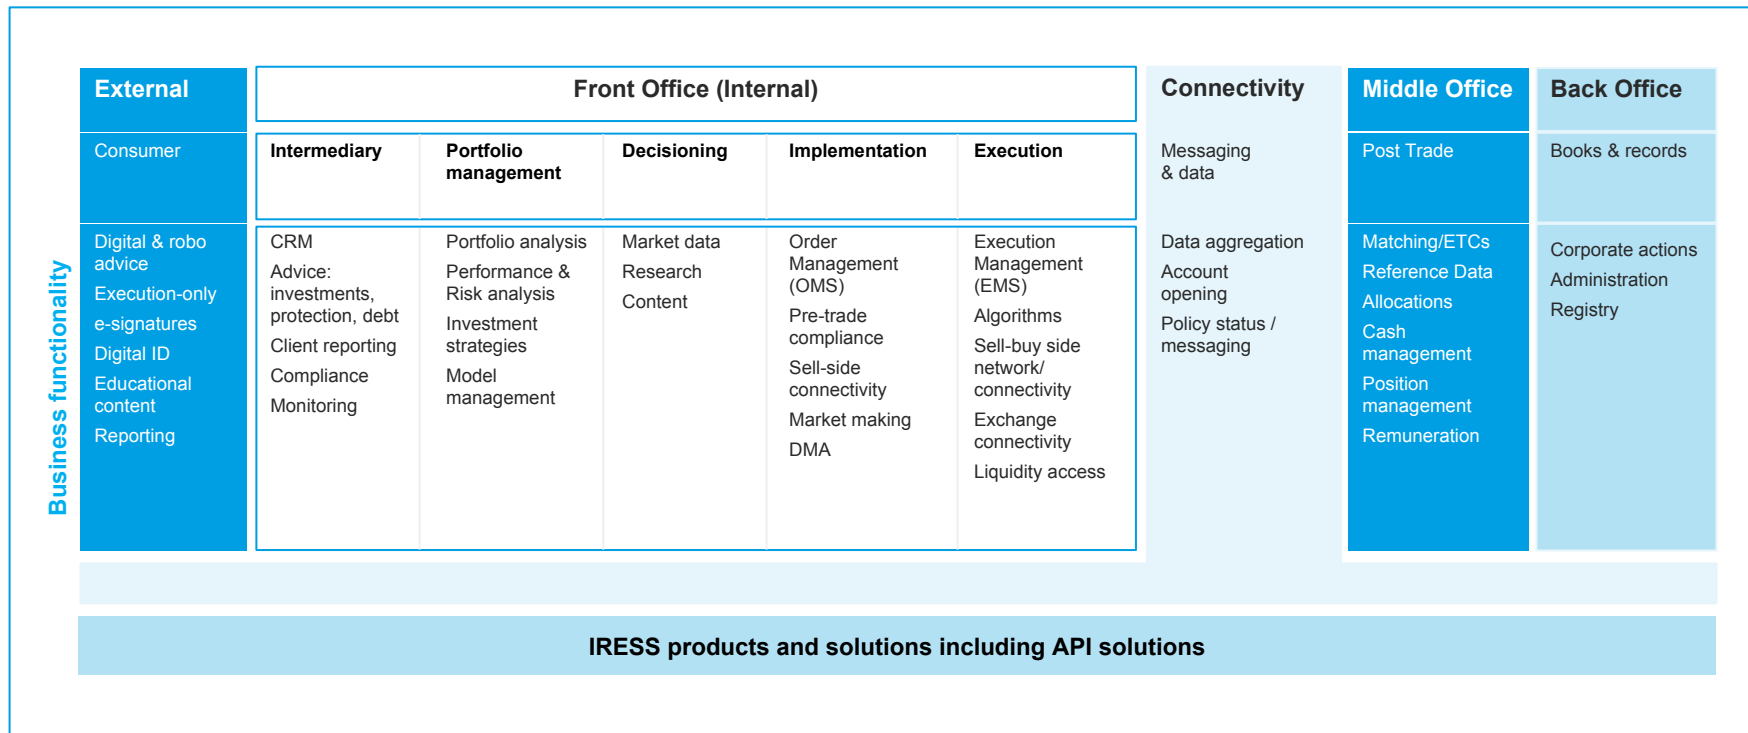 External
Front Office (Internal)
Connectivity
Middle Office
Back Office
Consumer
Intermediary
Portfolio
management
Decisioning
Implementation
Execution
Messaging
& data
Post Trade
Books & records
Business functionality
Digital & robo
advice
Execution-only
e-signatures
Digital ID
Educational
content
Reporting
CRM
Advice:
investments,
protection, debt
Client reporting
Compliance
Monitoring
Portfolio analysis
Performance &
Risk analysis
Investment
strategies
Model
management
Market data
Research
Content
Order
Management
(OMS)
Pre-trade
compliance
Sell-side
connectivity
Market making
DMA
Execution
Management
(EMS)
Algorithms
Sell-buy side
network/
connectivity
Exchange
connectivity
Liquidity access
Data aggregation
Account
opening
Policy status /
messaging
Matching/ETCs
Reference Data
Allocations
Cash
management
Position
management
Remuneration
Corporate actions
Administration
Registry
IRESS products and solutions including API solutions